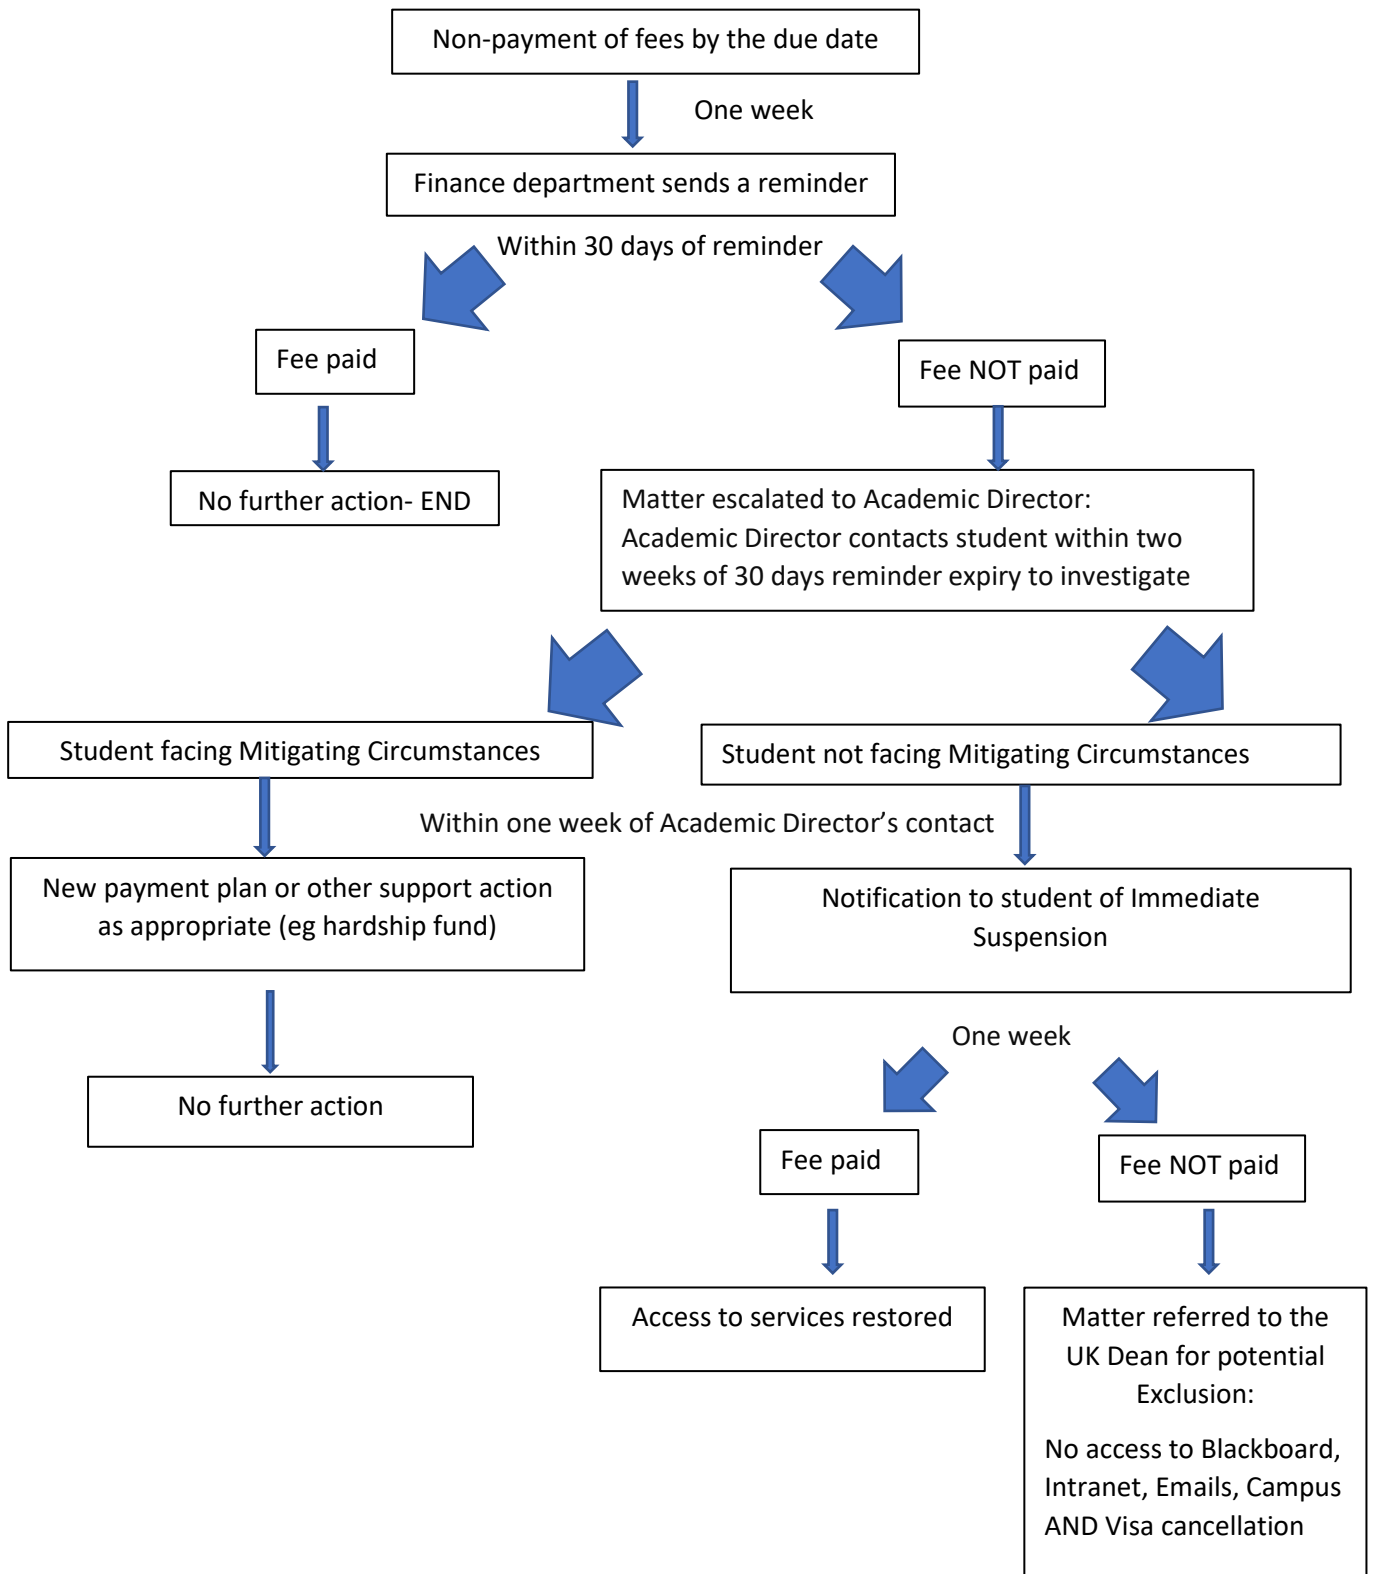 Non-payment of fees by the due date
One week
Finance department sends a reminder
Within 30 days of reminder
Fee paid
Fee NOT paid
No further action- END
Matter escalated to Academic Director:
Academic Director contacts student within two
weeks of 30 days reminder expiry to investigate
Student facing Mitigating Circumstances
Student not facing Mitigating Circumstances
Within one week of Academic Director’s contact
New payment plan or other support action
as appropriate (eg hardship fund)
Notification to student of Immediate
Suspension
One week
No further action
Fee paid
Fee NOT paid
Access to services restored
Matter referred to the
UK Dean for potential
Exclusion:
No access to Blackboard,
Intranet, Emails, Campus
AND Visa cancellation